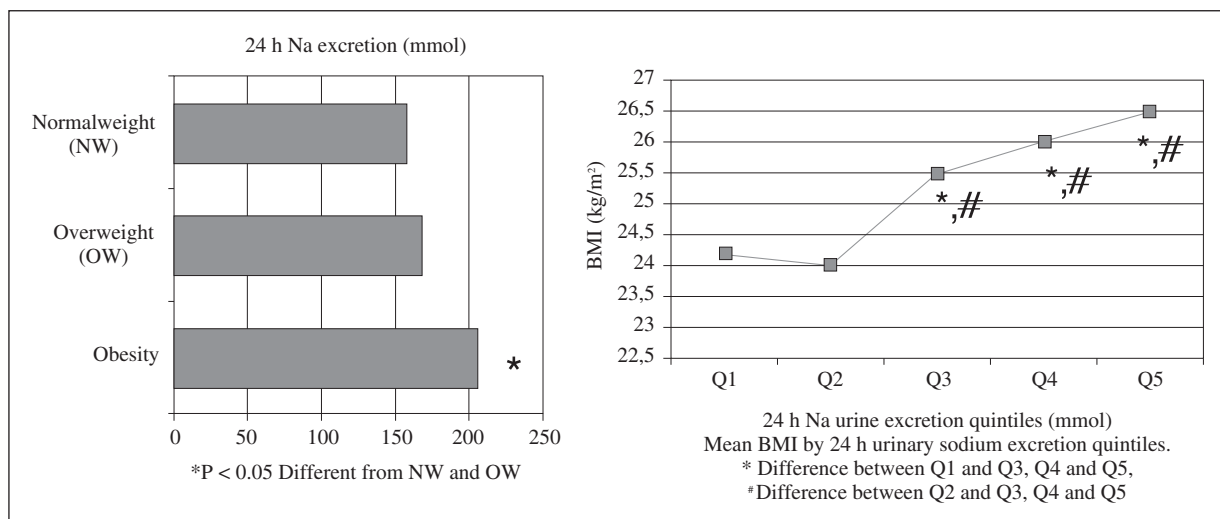 24 h Na excretion (mmol)
Normalweight
(NW)
Overweight
(OW)
Obesity
*
0 50 100 150 200 250
*P < 0.05 Different from NW and OW
27
26,5
26
25,5
25
24,5
24
23,5
23
22,5
BMI (kg/m²)
*,#
*,#
*,#
Q1 Q2 Q3 Q4 Q5
24 h Na urine excretion quintiles (mmol)
Mean BMI by 24 h urinary sodium excretion quintiles.
* Difference between Q1 and Q3, Q4 and Q5,
#Difference between Q2 and Q3, Q4 and Q5